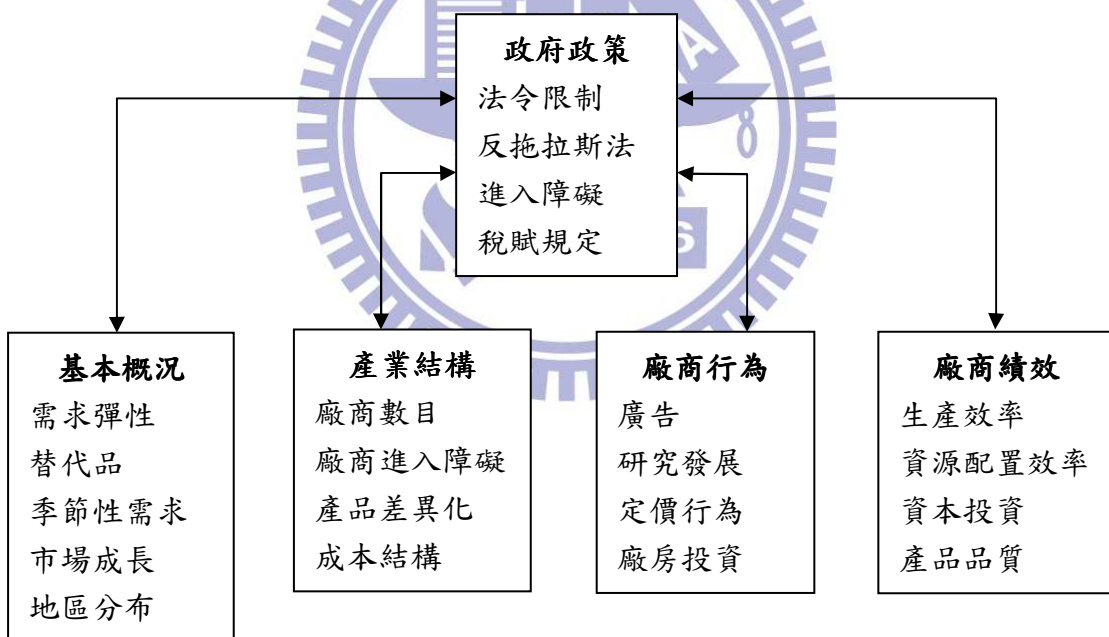 政府政策
法令限制
反拖拉斯法
進入障礙
稅賦規定
基本概況
需求彈性
替代品
季節性需求
市場成長
地區分布
產業結構
廠商數目
廠商進入障礙
產品差異化
成本結構
廠商行為
廣告
研究發展
定價行為
廠房投資
廠商績效
生產效率
資源配置效率
資本投資
產品品質